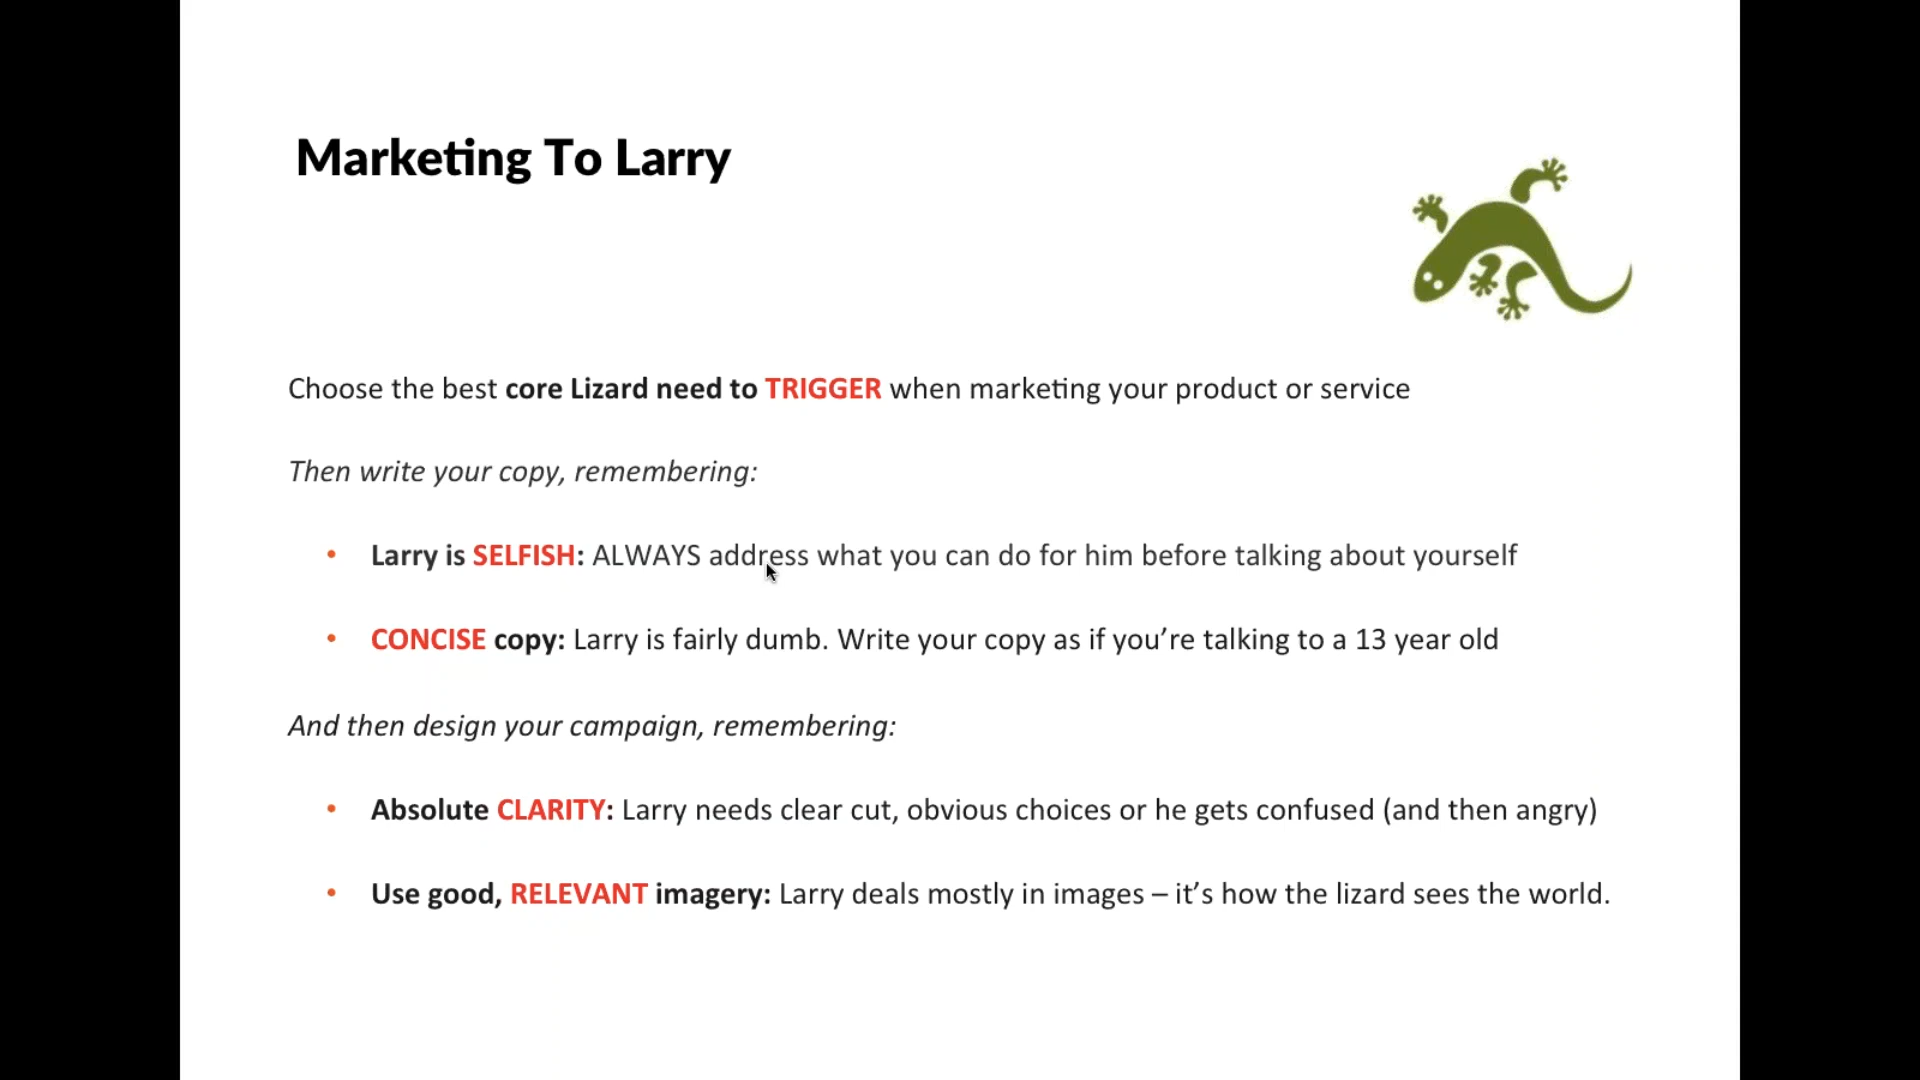 Marketing To Larry
Choose the best core Lizard need to TRIGGER when marketing your product or service
Then write your copy, remembering:
• Larry is SELFISH: ALWAYS address what you can do for him before talking about yourself
• CONCISE copy: Larry is fairly dumb. Write your copy as if you’re talking to a 13 year old
And then design your campaign, remembering:
• Absolute CLARITY: Larry needs clear cut, obvious choices or he gets confused (and then angry)
• Use good, RELEVANT imagery: Larry deals mostly in images – it’s how the lizard sees the world.